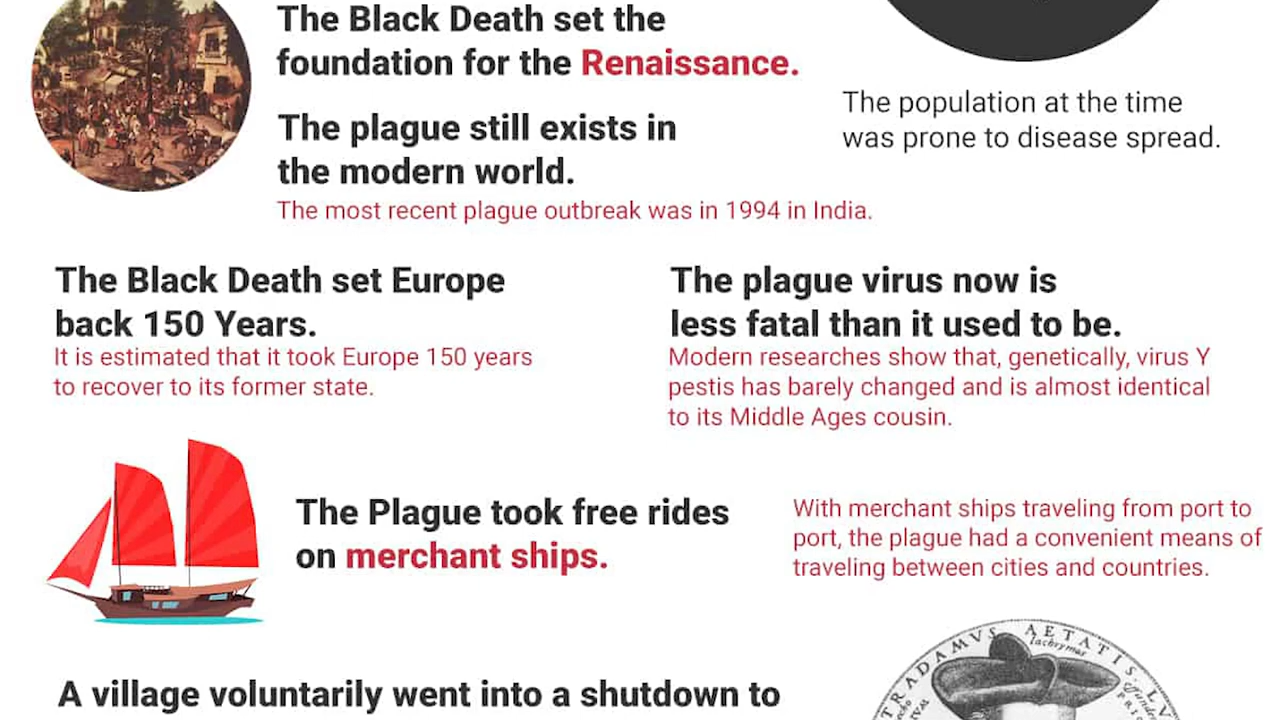 The Black Death set the
foundation for the Renaissance.
The population at the time
was prone to disease spread.
The plague still exists in
the modern world.
The most recent plague outbreak was in 1994 in India.
The Black Death set Europe
back 150 Years.
It is estimated that it took Europe 150 years
to recover to its former state.
The plague virus now is
less fatal than it used to be.
Modern researches show that, genetically, virus Y
pestis has barely changed and is almost identical
to its Middle Ages cousin.
The Plague took free rides
on merchant ships.
With merchant ships traveling from port to
port, the plague had a convenient means of
traveling between cities and countries.
A village voluntarily went into a shutdown to
TRADAMVS AETATIS LV
lachrymas